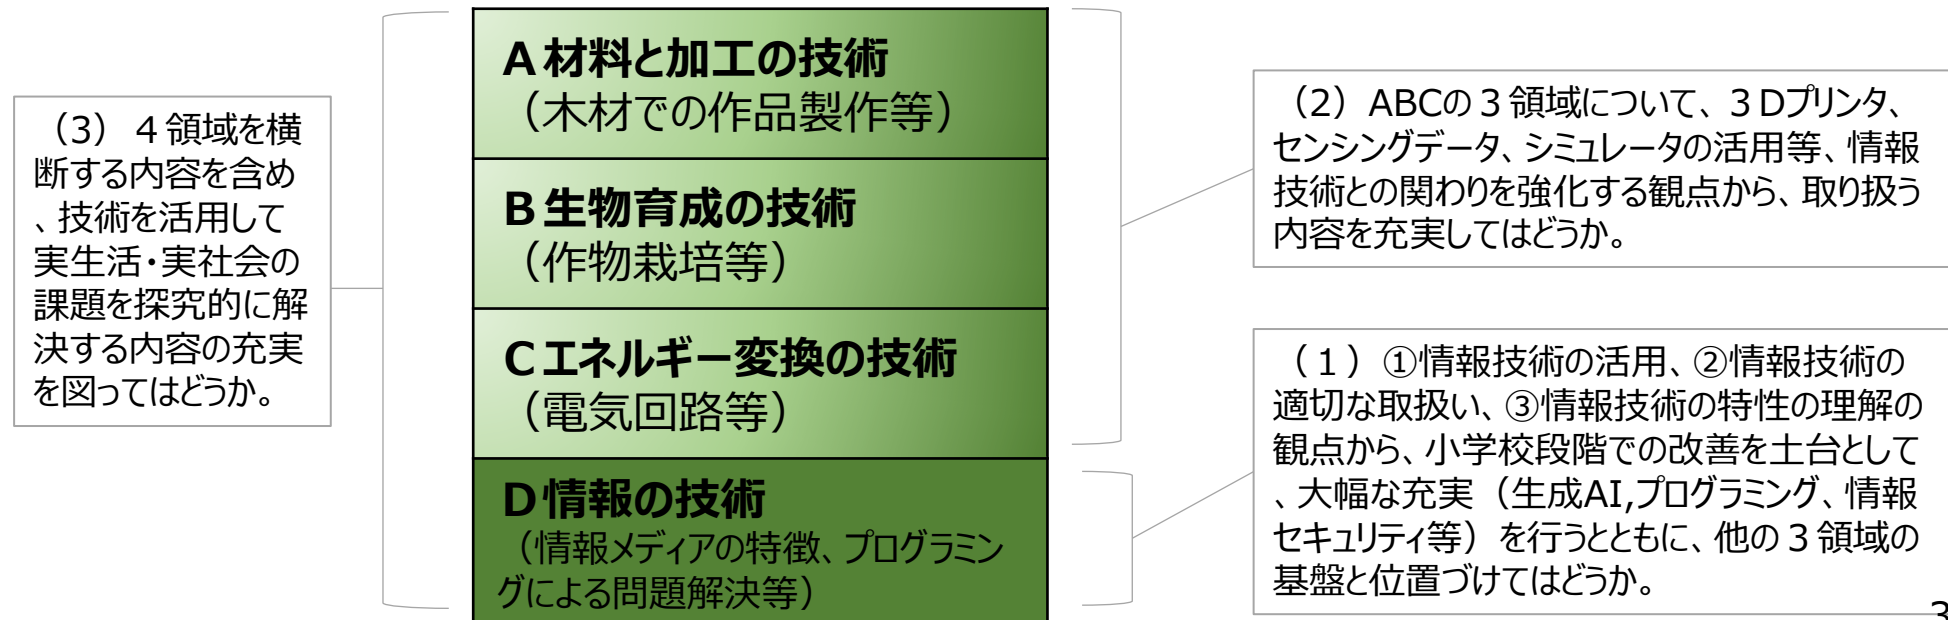 （3）４領域を横
断する内容を含め
、技術を活用して
実生活・実社会の
課題を探究的に解
決する内容の充実
を図ってはどうか。
A 材料と加工の技術
（木材での作品製作等）
B 生物育成の技術
（作物栽培等）
C エネルギー変換の技術
（電気回路等）
D 情報の技術
（情報メディアの特徴、プログラミン
グによる問題解決等）
（2）ABCの３領域について、３Dプリンタ、
センシングデータ、シミュレータの活用等、情報
技術との関わりを強化する観点から、取り扱う
内容を充実してはどうか。
（１）①情報技術の活用、②情報技術の
適切な取扱い、③情報技術の特性の理解の
観点から、小学校段階での改善を土台として
、大幅な充実（生成AI,プログラミング、情報
セキュリティ等）を行うとともに、他の３領域の
基盤と位置づけてはどうか。